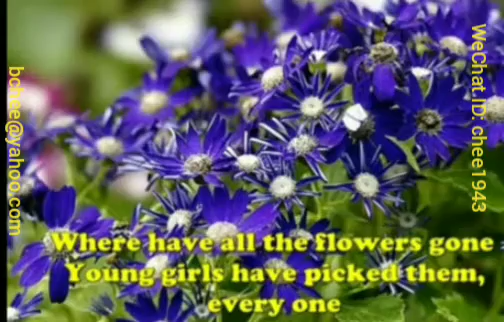 bchee@yahoo.com
WeChat.ID: chee1943
Where have all the flowers gone
Young girls have picked them,
every one